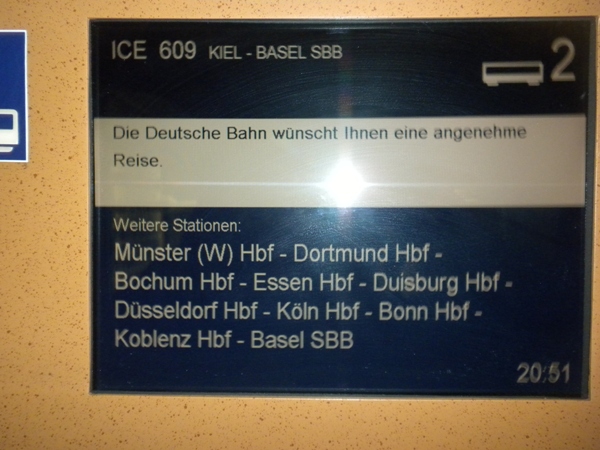 ICE 609 KIEL - BASEL SBB
2
Die Deutsche Bahn wünscht Ihnen eine angenehme
Reise.
Weitere Stationen:
Münster (W) Hbf - Dortmund Hbf -
Bochum Hbf - Essen Hbf - Duisburg Hbf -
Düsseldorf Hbf - Köln Hbf - Bonn Hbf -
Koblenz Hbf - Basel SBB
20:51